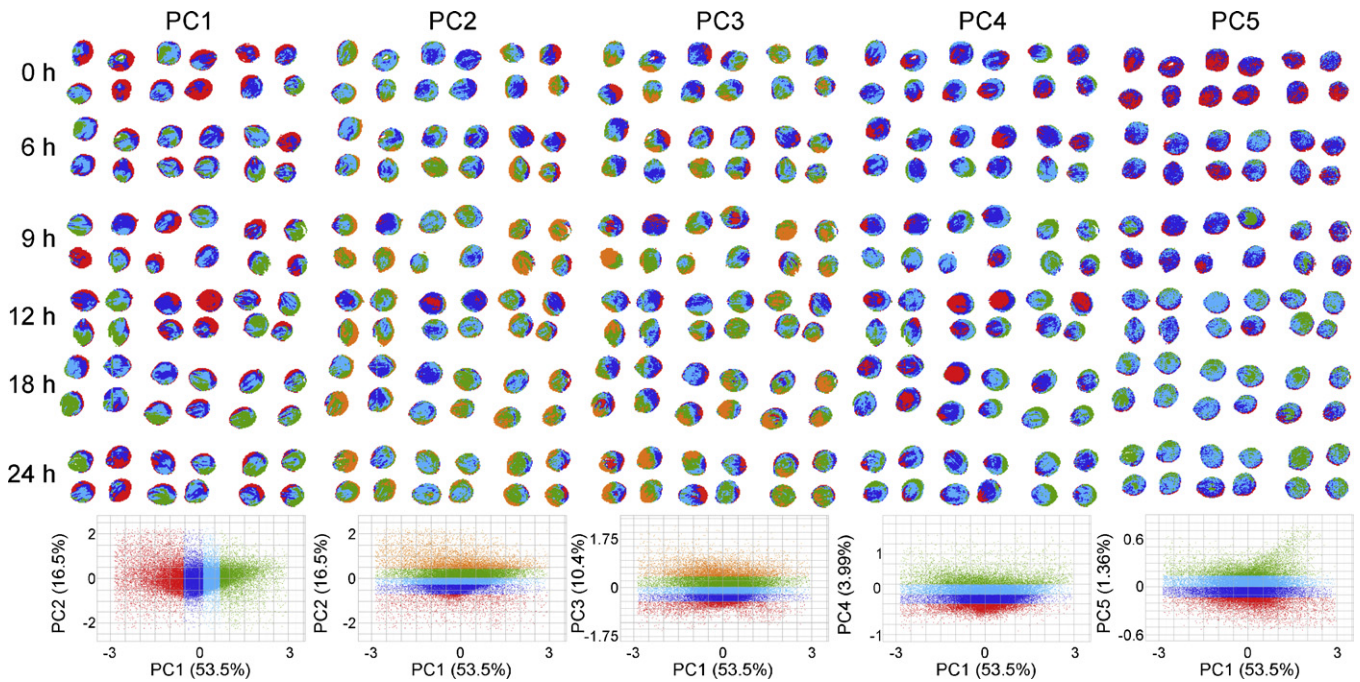 PC1 PC2 PC3 PC4 PC5
0 h
6 h
9 h
12 h
18 h
24 h
PC2 (16.5%)
2
0
-2
-3 0 3
PC1 (53.5%)
PC2 (16.5%)
2
0
-2
-3 0 3
PC1 (53.5%)
PC3 (10.4%)
1.75
0
-1.75
-3 0 3
PC1 (53.5%)
PC4 (3.99%)
1
0
-1
-3 0 3
PC1 (53.5%)
PC5 (1.36%)
0.6
0
-0.6
-3 0 3
PC1 (53.5%)